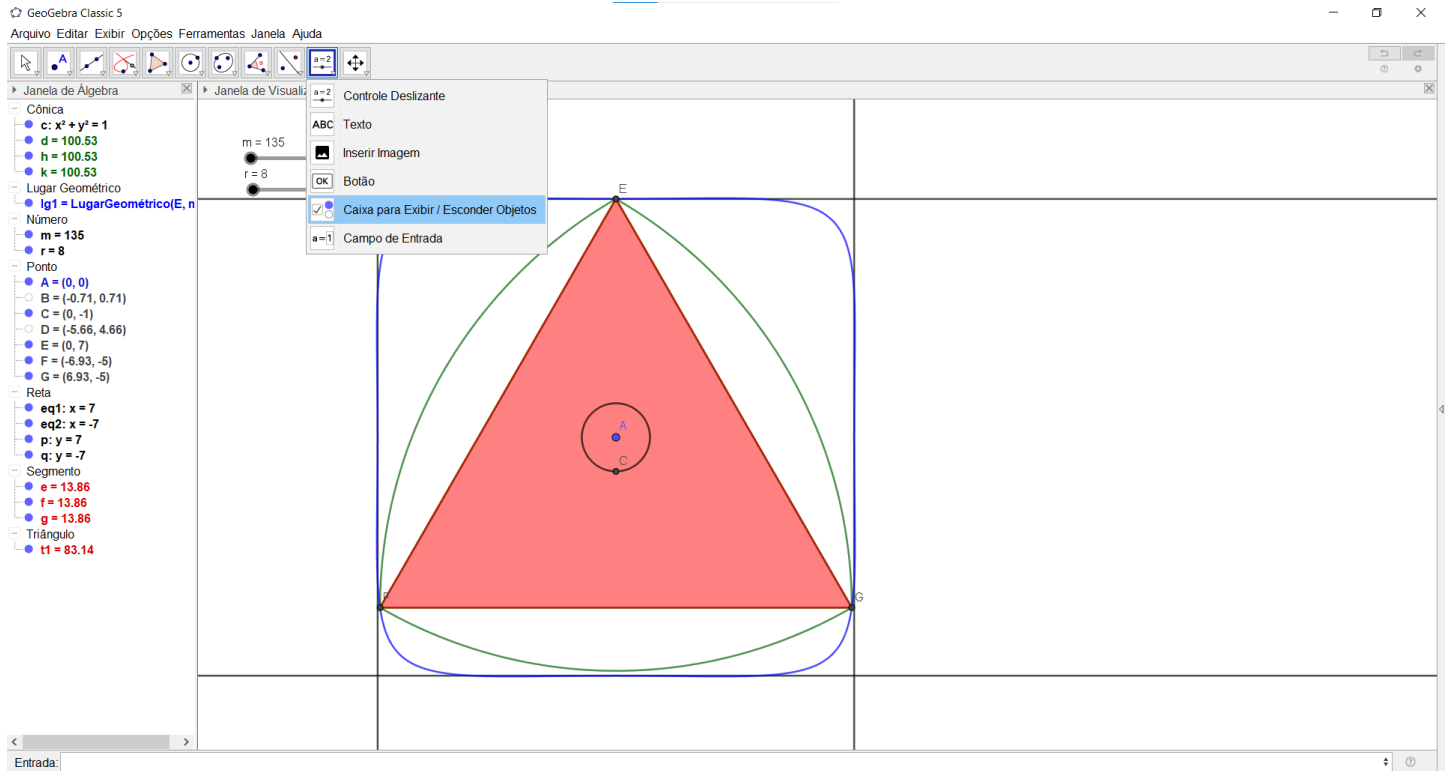 GeoGebra Classic 5
Arquivo Editar Exibir Opções Ferramentas Janela Ajuda
A
α
a=2
Janela de Álgebra
Cônica
c: x² + y² = 1
d = 100.53
h = 100.53
k = 100.53
Lugar Geométrico
lg1 = LugarGeométrico(E, n
Número
m = 135
r = 8
Ponto
A = (0, 0)
B = (-0.71, 0.71)
C = (0, -1)
D = (-5.66, 4.66)
E = (0, 7)
F = (-6.93, -5)
G = (6.93, -5)
Reta
eq1: x = 7
eq2: x = -7
p: y = 7
q: y = -7
Segmento
e = 13.86
f = 13.86
g = 13.86
Triângulo
t1 = 83.14
Janela de Visualiz
a=2 Controle Deslizante
ABC Texto
Inserir Imagem
OK Botão
Caixa para Exibir / Esconder Objetos
a=1 Campo de Entrada
m = 135
r = 8
E
A
C
F
G
Entrada: